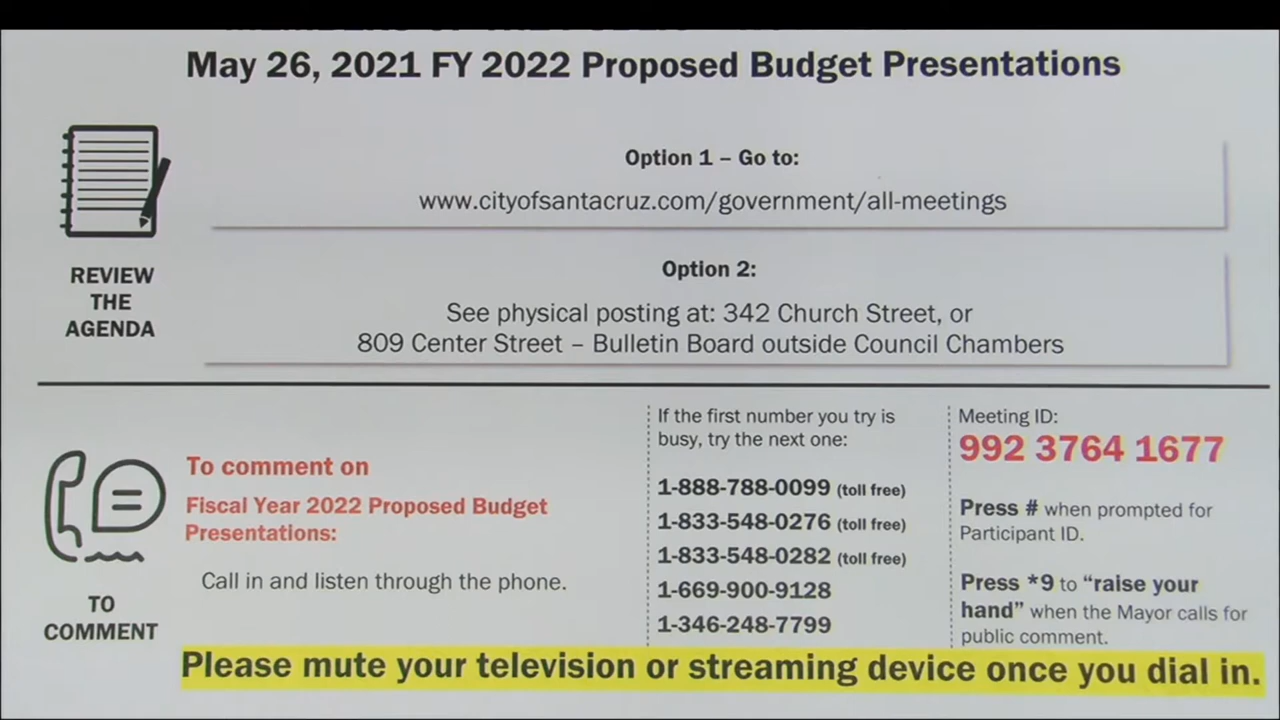 May 26, 2021 FY 2022 Proposed Budget Presentations
Option 1 – Go to:
www.cityofsantacruz.com/government/all-meetings
REVIEW
THE
AGENDA
Option 2:
See physical posting at: 342 Church Street, or
809 Center Street – Bulletin Board outside Council Chambers
TO
COMMENT
To comment on
Fiscal Year 2022 Proposed Budget
Presentations:
Call in and listen through the phone.
If the first number you try is
busy, try the next one:
1-888-788-0099 (toll free)
1-833-548-0276 (toll free)
1-833-548-0282 (toll free)
1-669-900-9128
1-346-248-7799
Meeting ID:
992 3764 1677
Press # when prompted for
Participant ID.
Press *9 to “raise your
hand” when the Mayor calls for
public comment.
Please mute your television or streaming device once you dial in.